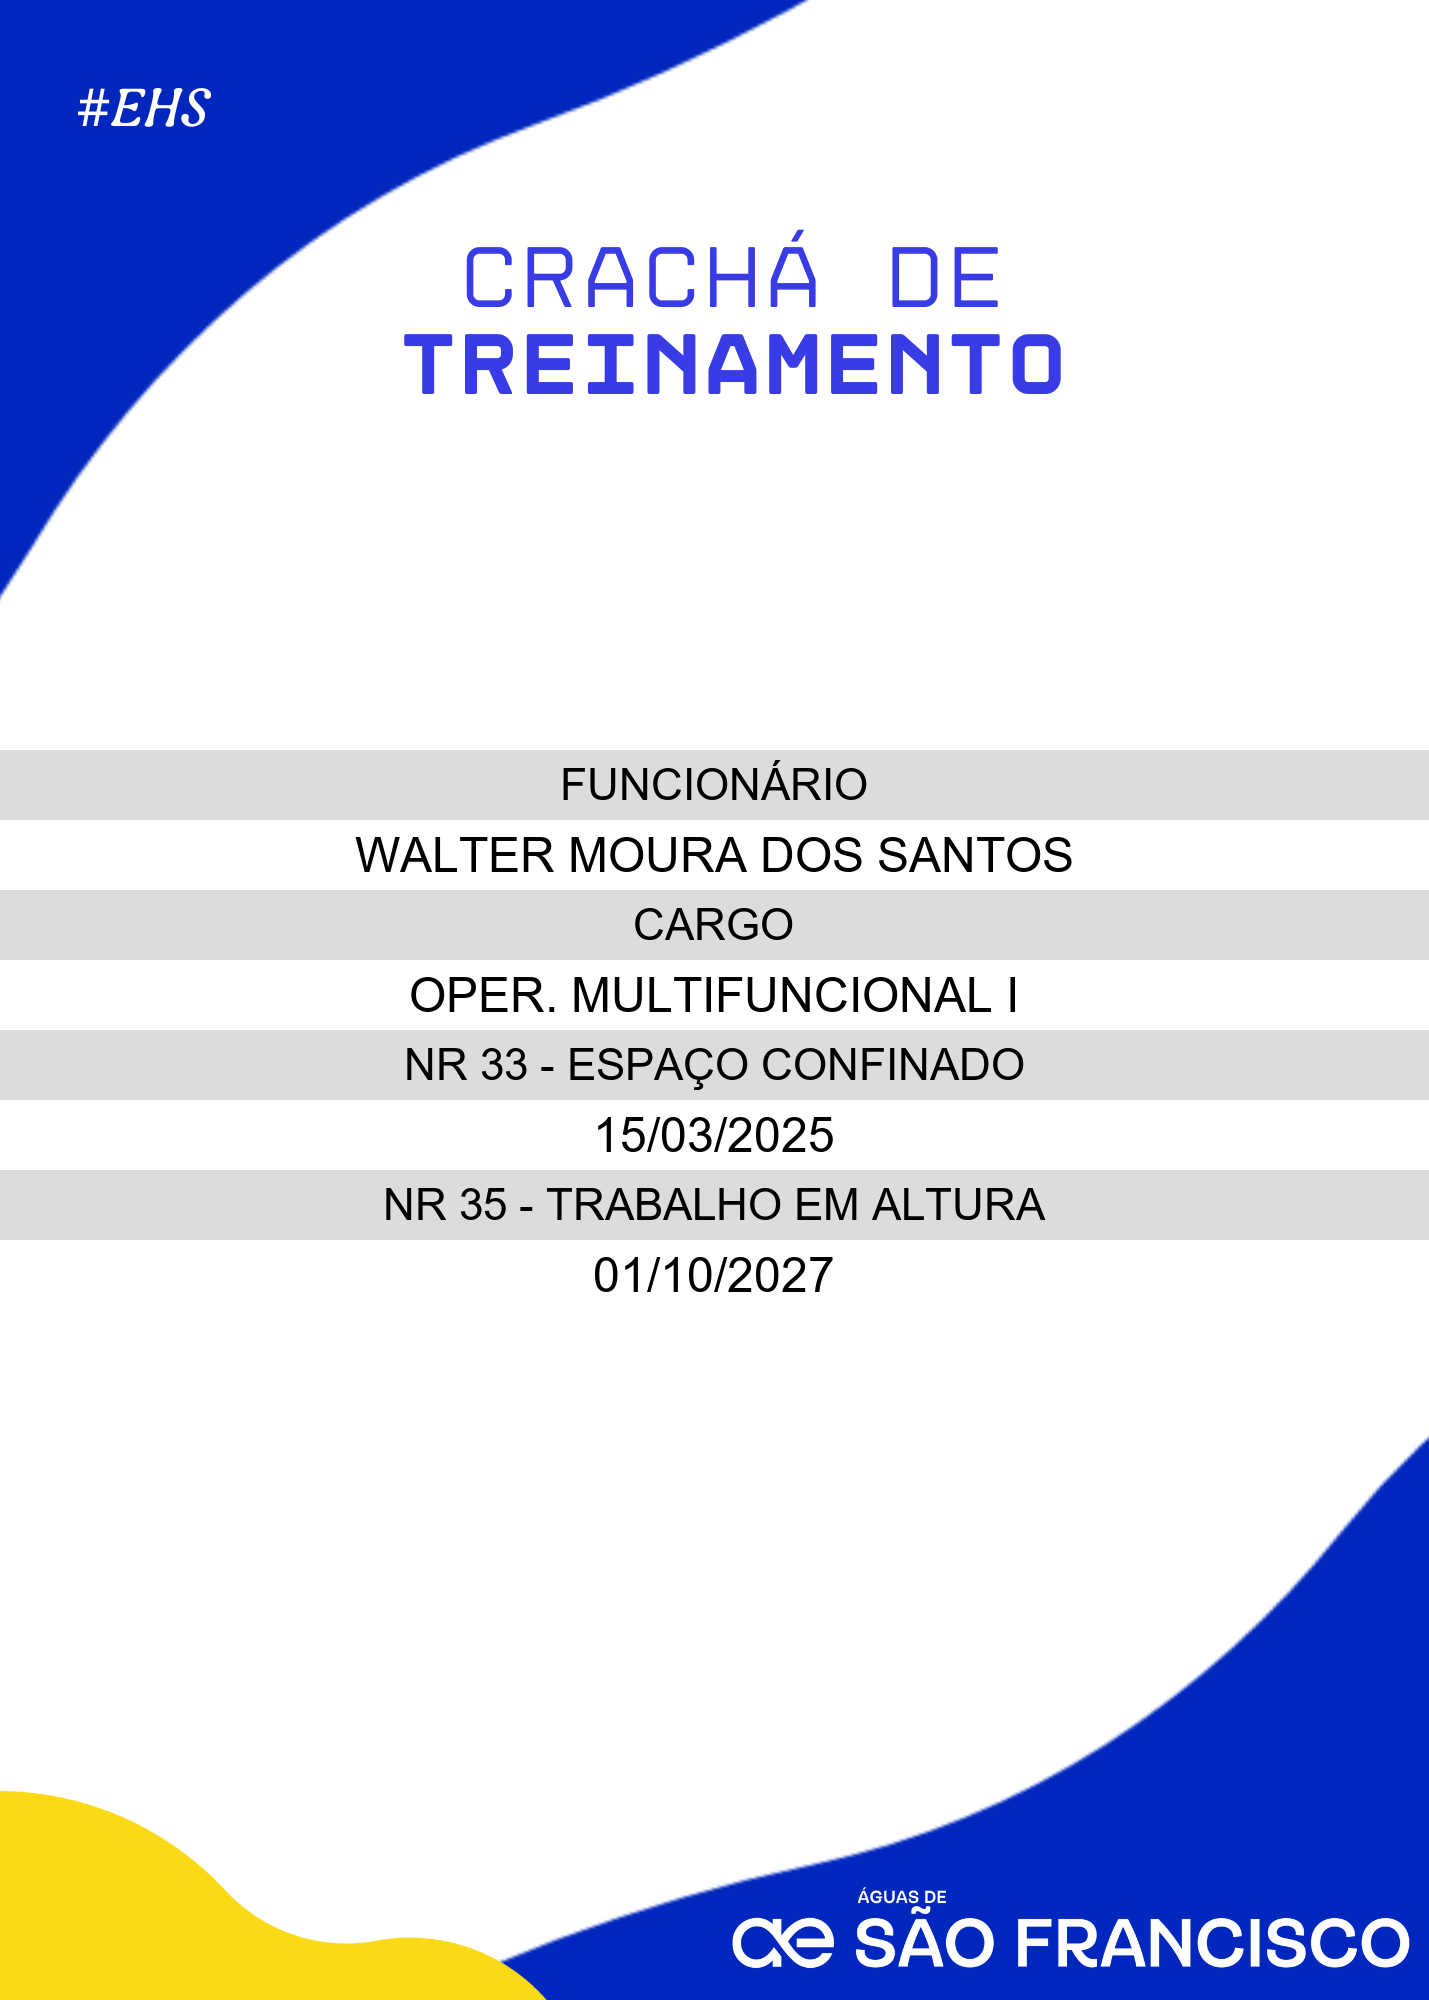 #EHS
CRACHÁ DE
TREINAMENTO
FUNCIONÁRIO
WALTER MOURA DOS SANTOS
CARGO
OPER. MULTIFUNCIONAL I
NR 33 - ESPAÇO CONFINADO
15/03/2025
NR 35 - TRABALHO EM ALTURA
01/10/2027
ÁGUAS DE
ae SÃO FRANCISCO